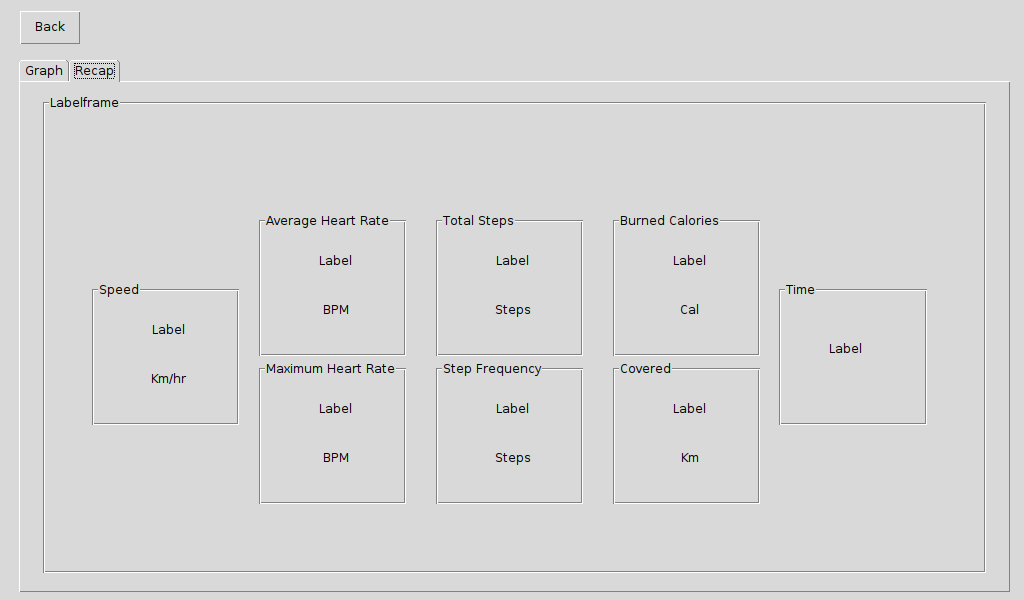 Back
Graph Recap
Labelframe
Average Heart Rate
Label
BPM
Total Steps
Label
Steps
Burned Calories
Label
Cal
Speed
Label
Km/hr
Time
Label
Maximum Heart Rate
Label
BPM
Step Frequency
Label
Steps
Covered
Label
Km